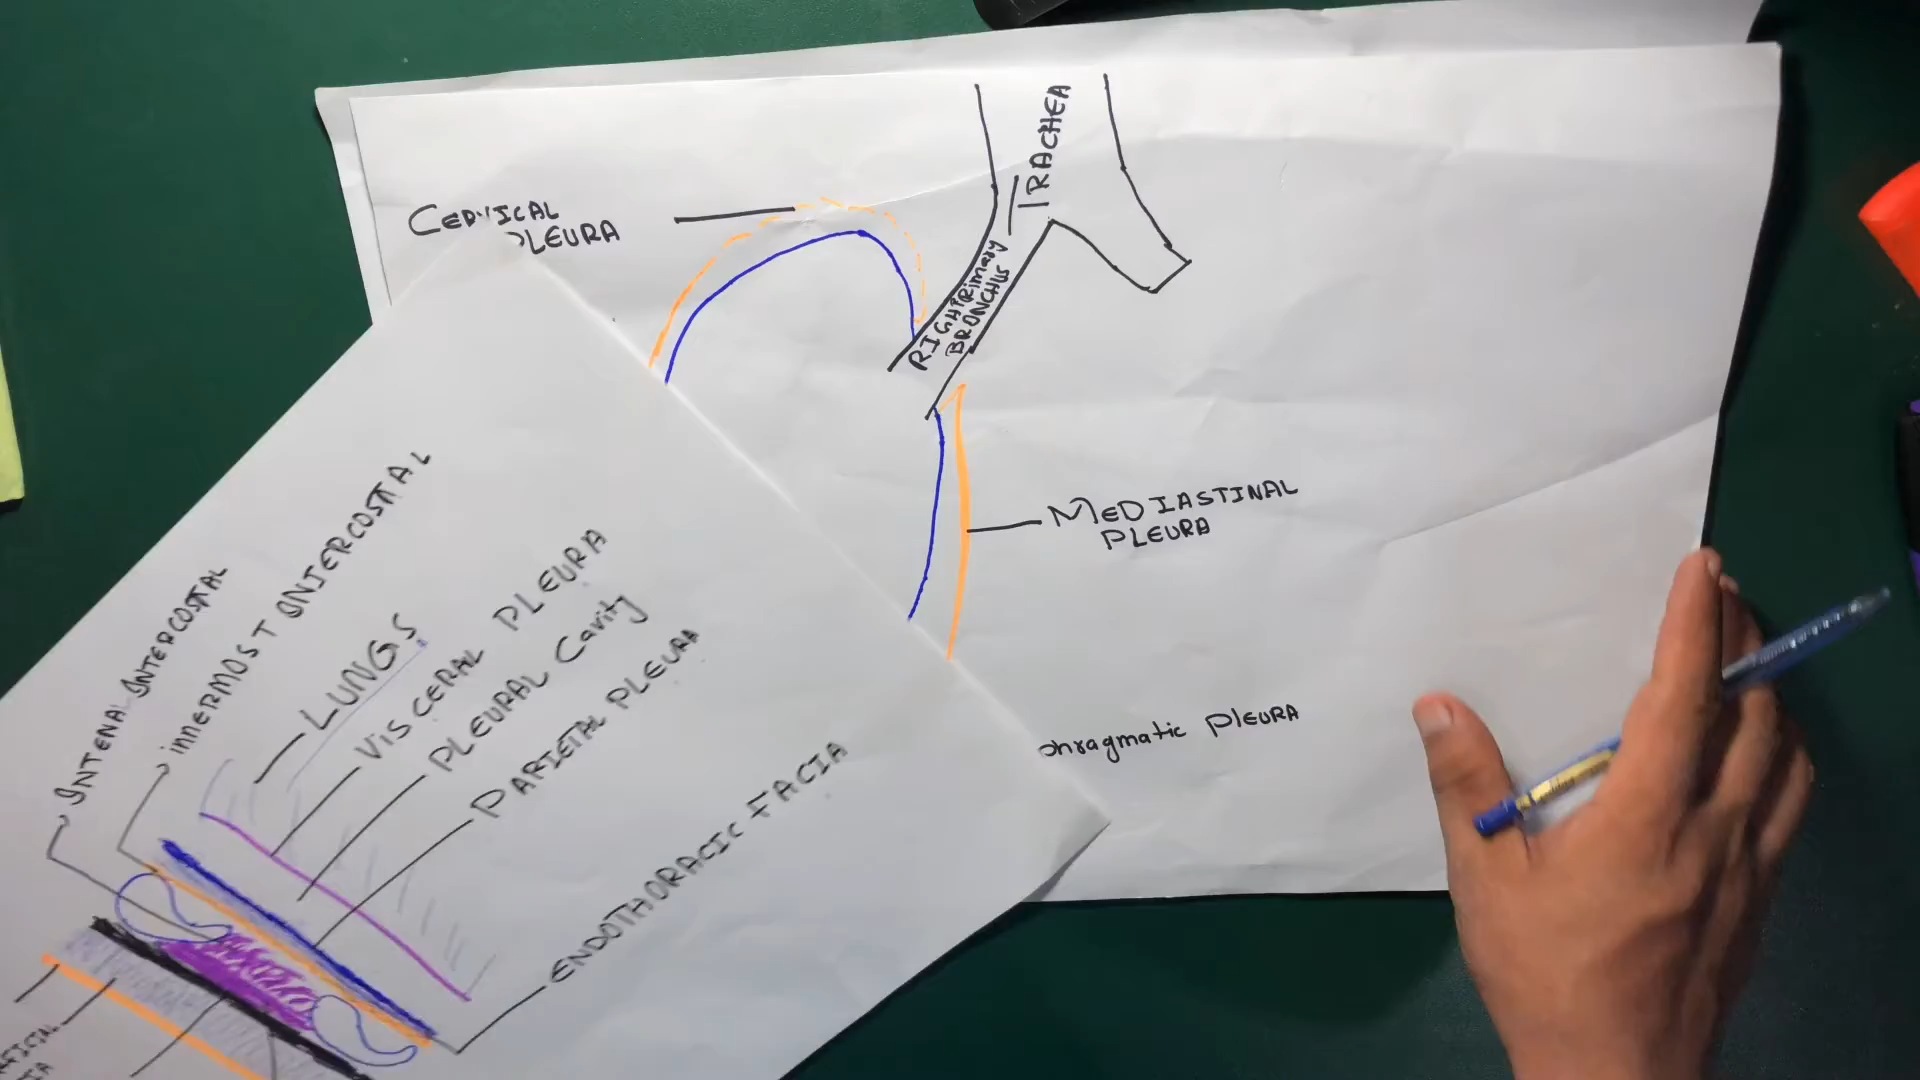 TRACHEA
CERVICAL
PLEURA
RIGHT PRIMARY
BRONCHUS
MEDIASTINAL
PLEURA
phragmatic PLEURA
INTENAL INTERCOSTAL
innERMOST INTERCOSTAL
LUNGS
VISCERAL PLEURA
PLEURAL Cavity
PARIETAL PLEURA
ENDOTHORACIC FACIA